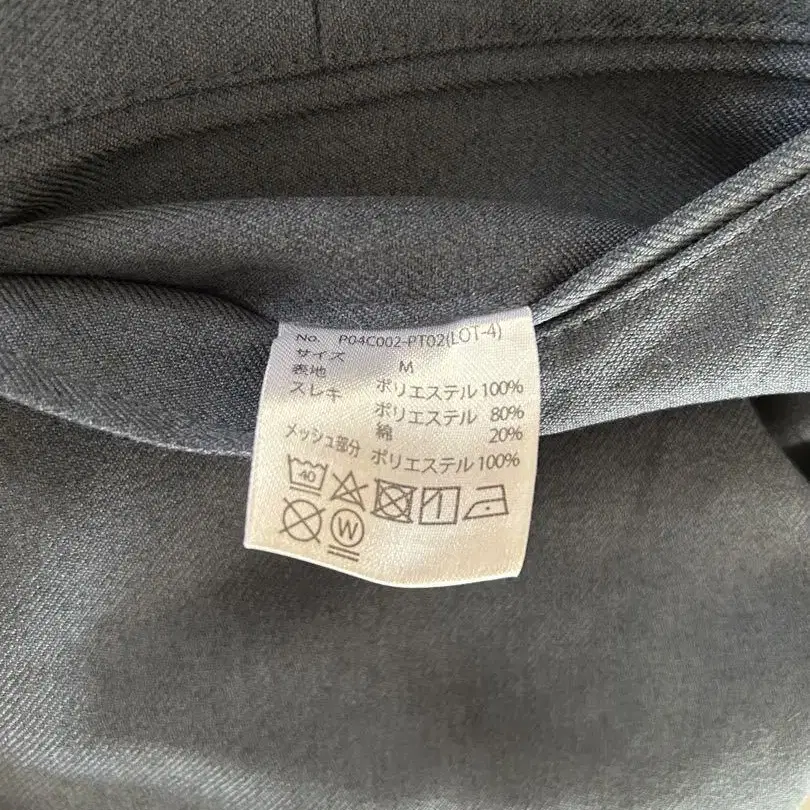 No. P04C002-PT02(LOT-4)
サイズ M
表地 ポリエステル 100%
スレキ ポリエステル 80%
綿 20%
メッシュ部分 ポリエステル 100%
40
W